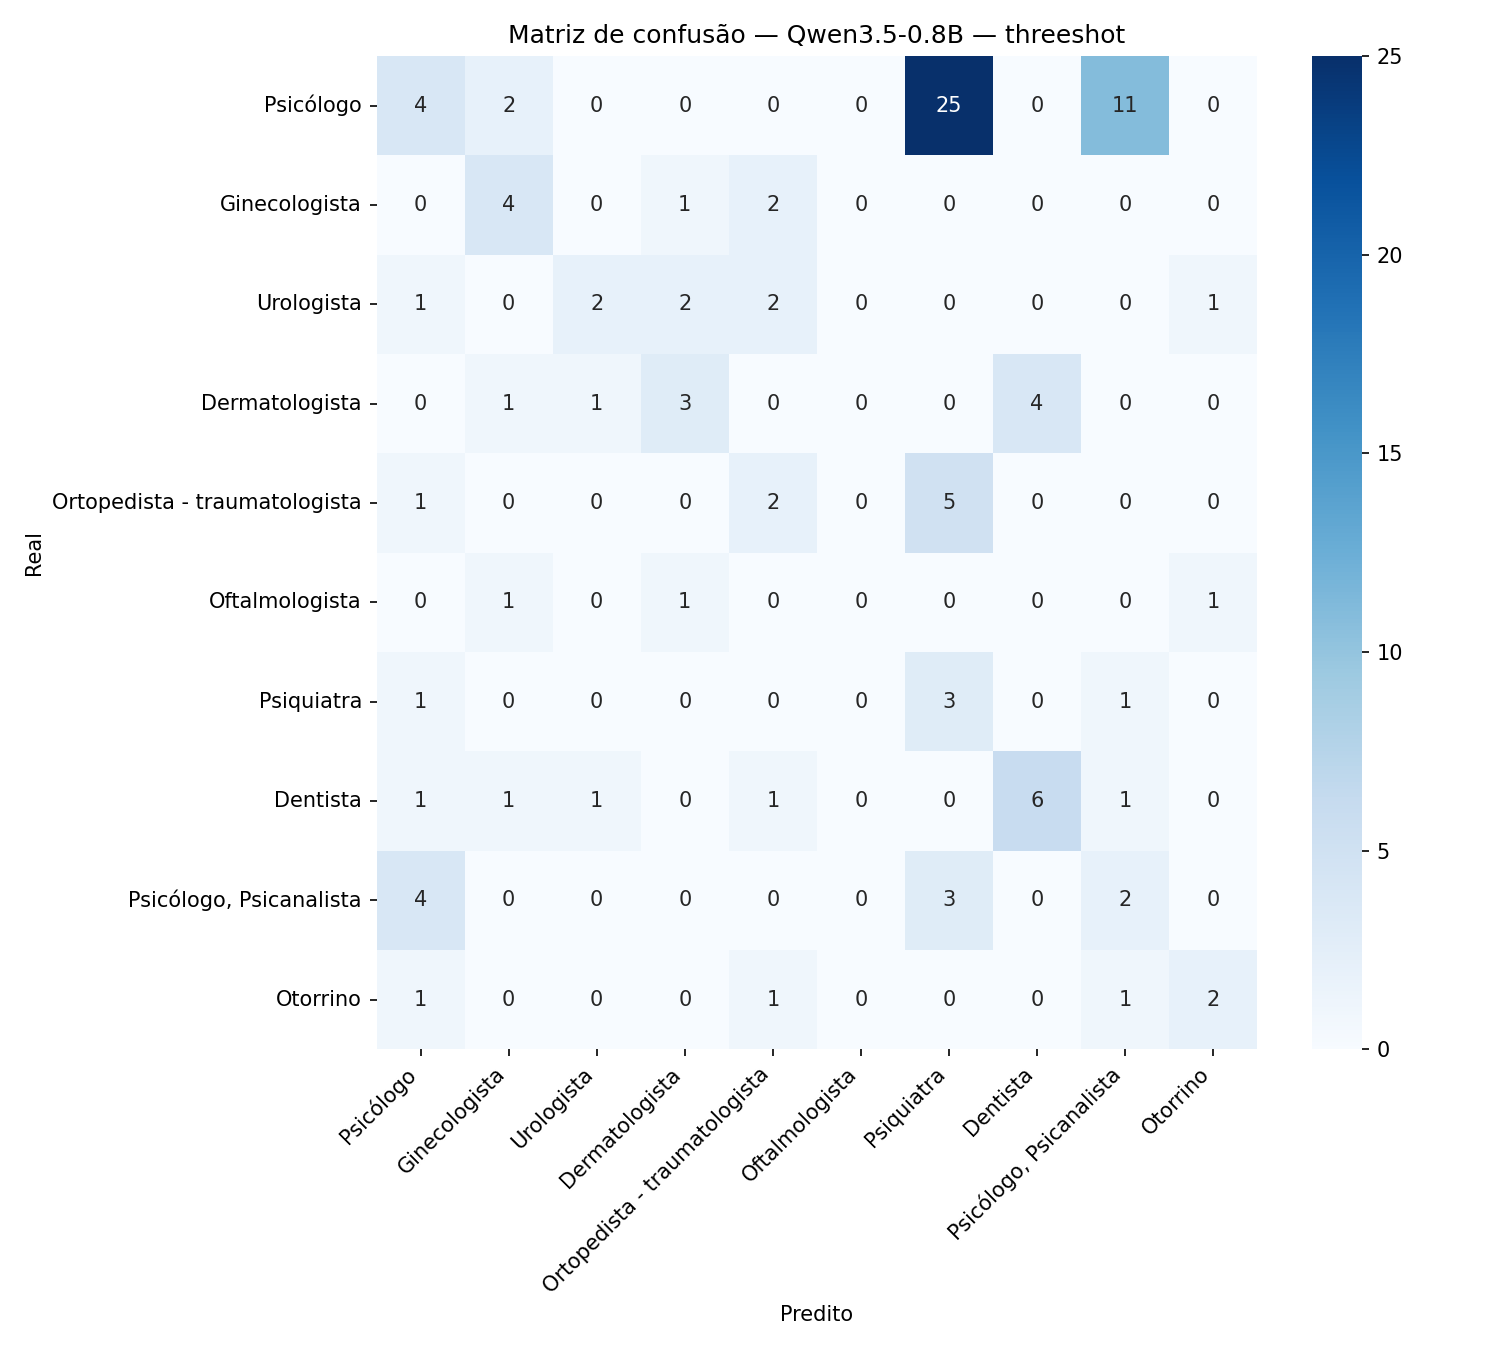 Matriz de confusão — Qwen3.5-0.8B — threeshot
Psicólogo 4 2 0 0 0 0 25 0 11 0
Ginecologista 0 4 0 1 2 0 0 0 0 0
Urologista 1 0 2 2 2 0 0 0 0 1
Dermatologista 0 1 1 3 0 0 0 4 0 0
Ortopedista - traumatologista 1 0 0 0 2 0 5 0 0 0
Oftalmologista 0 1 0 1 0 0 0 0 0 1
Psiquiatra 1 0 0 0 0 0 3 0 1 0
Dentista 1 1 1 0 1 0 0 6 1 0
Psicólogo, Psicanalista 4 0 0 0 0 0 3 0 2 0
Otorrino 1 0 0 0 1 0 0 0 1 2
Real
Psicólogo
Ginecologista
Urologista
Dermatologista
Ortopedista - traumatologista
Oftalmologista
Psiquiatra
Dentista
Psicólogo, Psicanalista
Otorrino
Predito
25
20
15
10
5
0